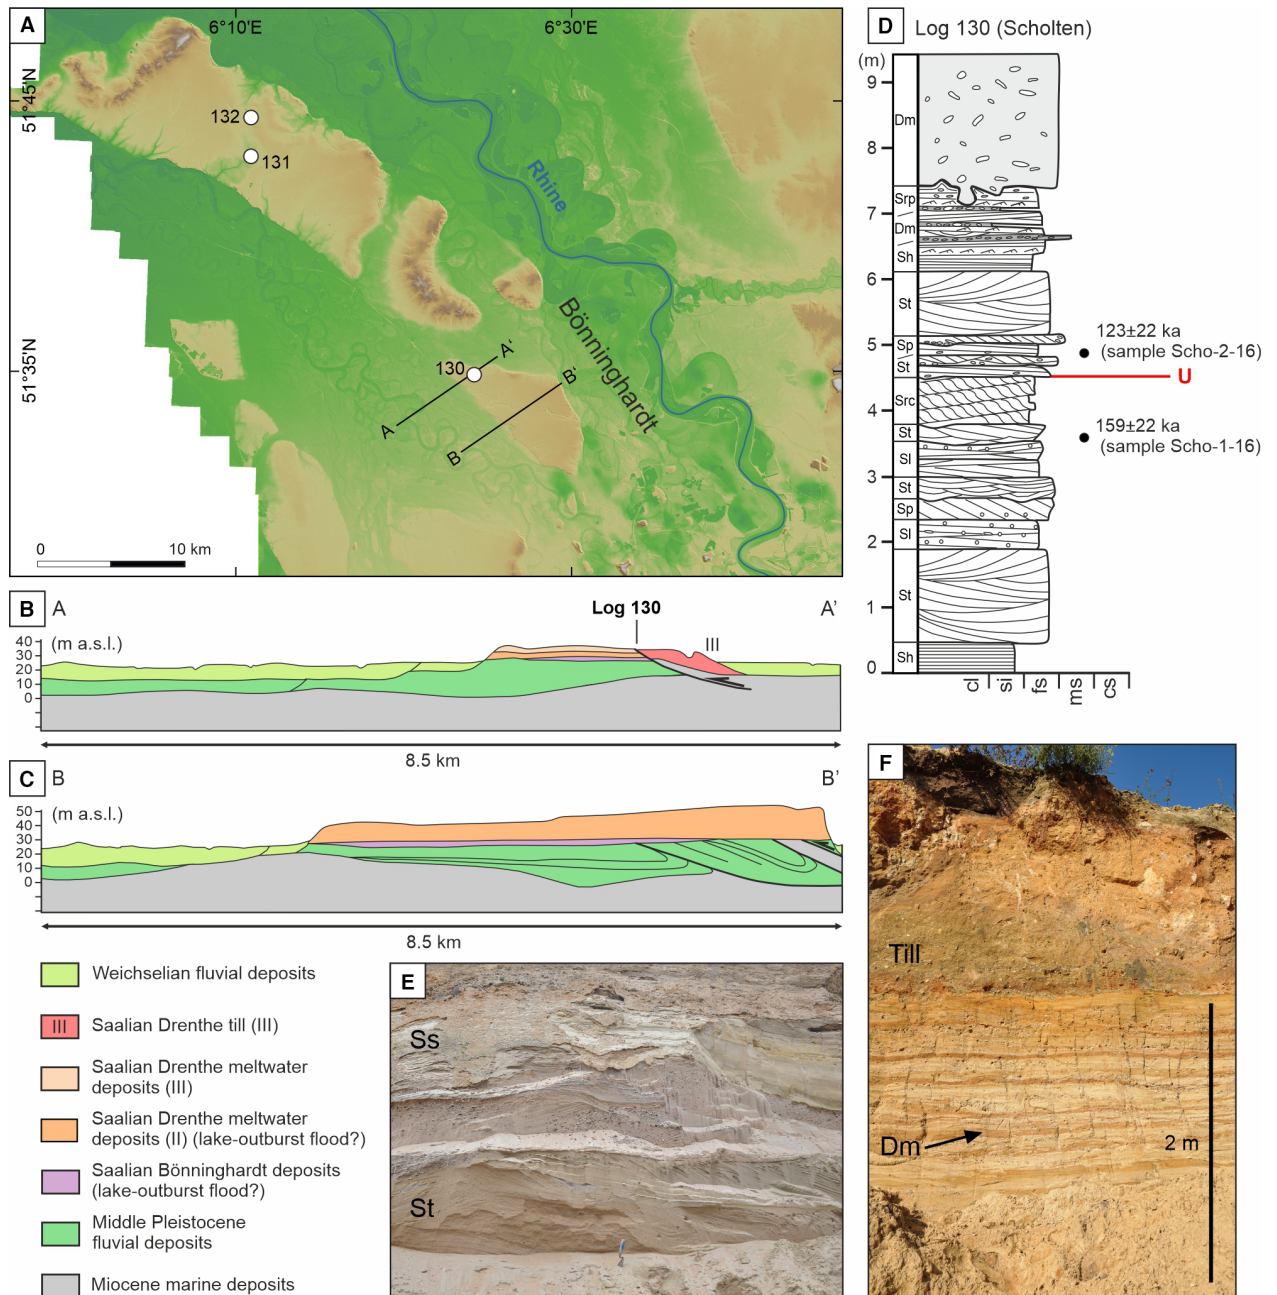 A
6°10'E
6°30'E
51°45'N
51°35'N
132
131
130
Rhine
Bönninghardt
A
A'
B
B'
0
10 km
B
A
A'
Log 130
(m a.s.l.)
III
40
30
20
10
0
8.5 km
C
B
B'
(m a.s.l.)
50
40
30
20
10
0
8.5 km
Weichselian fluvial deposits
III
Saalian Drenthe till (III)
Saalian Drenthe meltwater
deposits (III)
Saalian Drenthe meltwater
deposits (II) (lake-outburst flood?)
Saalian Bönninghardt deposits
(lake-outburst flood?)
Middle Pleistocene
fluvial deposits
Miocene marine deposits
D
Log 130 (Scholten)
(m)
9
8
7
6
5
4
3
2
1
0
Dm
Srp
Dm
Sh
St
Sp
St
Src
St
Sl
St
Sp
Sl
St
Sh
cl
si
fs
ms
cs
123±22 ka
(sample Scho-2-16)
U
159±22 ka
(sample Scho-1-16)
E
Ss
St
F
Till
Dm
2 m